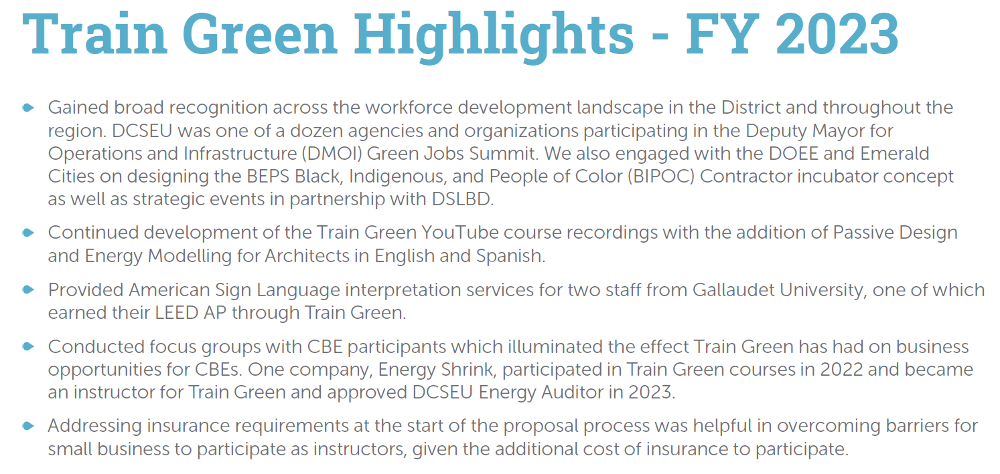 Train Green Highlights - FY 2023
Gained broad recognition across the workforce development landscape in the District and throughout the
region. DCSEU was one of a dozen agencies and organizations participating in the Deputy Mayor for
Operations and Infrastructure (DMOI) Green Jobs Summit. We also engaged with the DOEE and Emerald
Cities on designing the BEPS Black, Indigenous, and People of Color (BIPOC) Contractor incubator concept
as well as strategic events in partnership with DSLBD.
Continued development of the Train Green YouTube course recordings with the addition of Passive Design
and Energy Modelling for Architects in English and Spanish.
Provided American Sign Language interpretation services for two staff from Gallaudet University, one of which
earned their LEED AP through Train Green.
Conducted focus groups with CBE participants which illuminated the effect Train Green has had on business
opportunities for CBEs. One company, Energy Shrink, participated in Train Green courses in 2022 and became
an instructor for Train Green and approved DCSEU Energy Auditor in 2023.
Addressing insurance requirements at the start of the proposal process was helpful in overcoming barriers for
small business to participate as instructors, given the additional cost of insurance to participate.